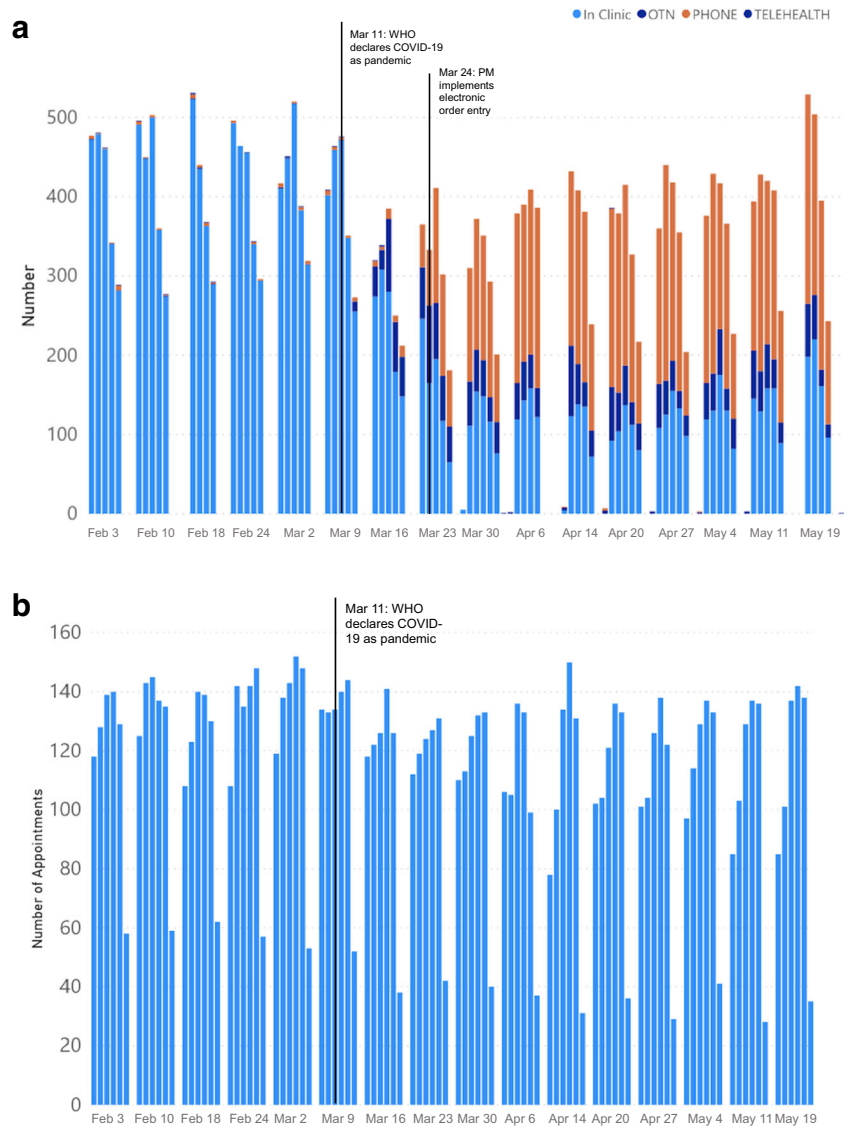 In Clinic OTN PHONE TELEHEALTH
a
Mar 11: WHO
declares COVID-19
as pandemic
Mar 24: PM
implements
electronic
order entry
Number
500
400
300
200
100
0
Feb 3 Feb 10 Feb 18 Feb 24 Mar 2 Mar 9 Mar 16 Mar 23 Mar 30 Apr 6 Apr 14 Apr 20 Apr 27 May 4 May 11 May 19
b
Mar 11: WHO
declares COVID-
19 as pandemic
Number of Appointments
160
140
120
100
80
60
40
20
0
Feb 3 Feb 10 Feb 18 Feb 24 Mar 2 Mar 9 Mar 16 Mar 23 Mar 30 Apr 6 Apr 14 Apr 20 Apr 27 May 4 May 11 May 19